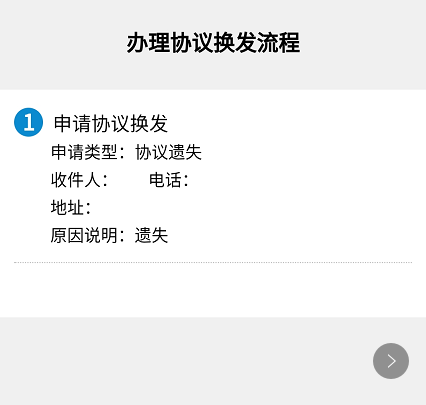 办理协议换发流程
1 申请协议换发
申请类型：协议遗失
收件人： 电话：
地址：
原因说明：遗失